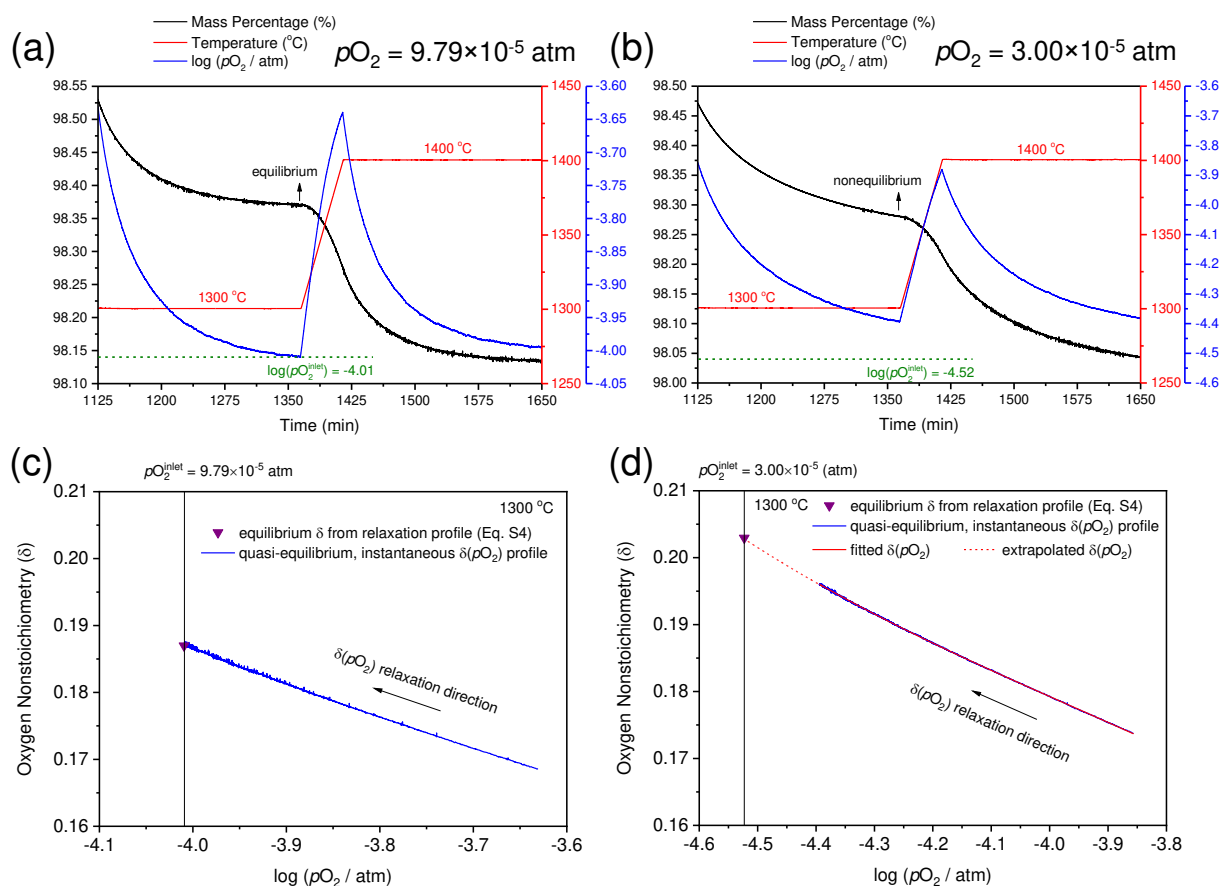 (a)
Mass Percentage (%)
Temperature (°C)
log (pO₂ / atm)
pO₂ = 9.79×10⁻⁵ atm
98.55
98.50
98.45
98.40
98.35
98.30
98.25
98.20
98.15
98.10
equilibrium
1400 °C
1300 °C
log(pO₂ⁱⁿˡᵉᵗ) = -4.01
1450
1400
1350
1300
1250
-3.60
-3.65
-3.70
-3.75
-3.80
-3.85
-3.90
-3.95
-4.00
-4.05
1125 1200 1275 1350 1425 1500 1575 1650
Time (min)
(b)
Mass Percentage (%)
Temperature (°C)
log (pO₂ / atm)
pO₂ = 3.00×10⁻⁵ atm
98.50
98.45
98.40
98.35
98.30
98.25
98.20
98.15
98.10
98.05
98.00
nonequilibrium
1400 °C
1300 °C
log(pO₂ⁱⁿˡᵉᵗ) = -4.52
1450
1400
1350
1300
1250
-3.6
-3.7
-3.8
-3.9
-4.0
-4.1
-4.2
-4.3
-4.4
-4.5
-4.6
1125 1200 1275 1350 1425 1500 1575 1650
Time (min)
(c)
pO₂ⁱⁿˡᵉᵗ = 9.79×10⁻⁵ atm
1300 °C
equilibrium δ from relaxation profile (Eq. S4)
quasi-equilibrium, instantaneous δ(pO₂) profile
δ(pO₂) relaxation direction
Oxygen Nonstoichiometry (δ)
0.21
0.20
0.19
0.18
0.17
0.16
-4.1 -4.0 -3.9 -3.8 -3.7 -3.6
log (pO₂ / atm)
(d)
pO₂ⁱⁿˡᵉᵗ = 3.00×10⁻⁵ (atm)
1300 °C
equilibrium δ from relaxation profile (Eq. S4)
quasi-equilibrium, instantaneous δ(pO₂) profile
fitted δ(pO₂) extrapolated δ(pO₂)
δ(pO₂) relaxation direction
Oxygen Nonstoichiometry (δ)
0.21
0.20
0.19
0.18
0.17
0.16
-4.6 -4.5 -4.4 -4.3 -4.2 -4.1 -4.0 -3.9 -3.8
log (pO₂ / atm)